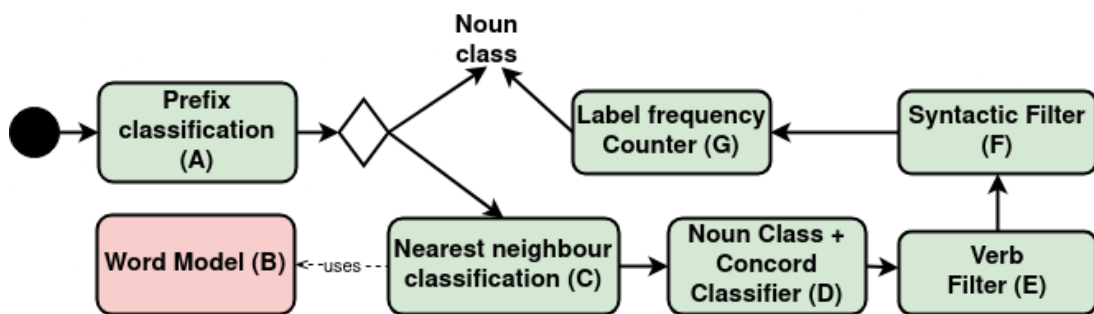 Noun
class
Prefix
classification
(A)
Label frequency
Counter (G)
Syntactic Filter
(F)
Word Model (B)
uses
Nearest neighbour
classification (C)
Noun Class +
Concord
Classifier (D)
Verb
Filter (E)